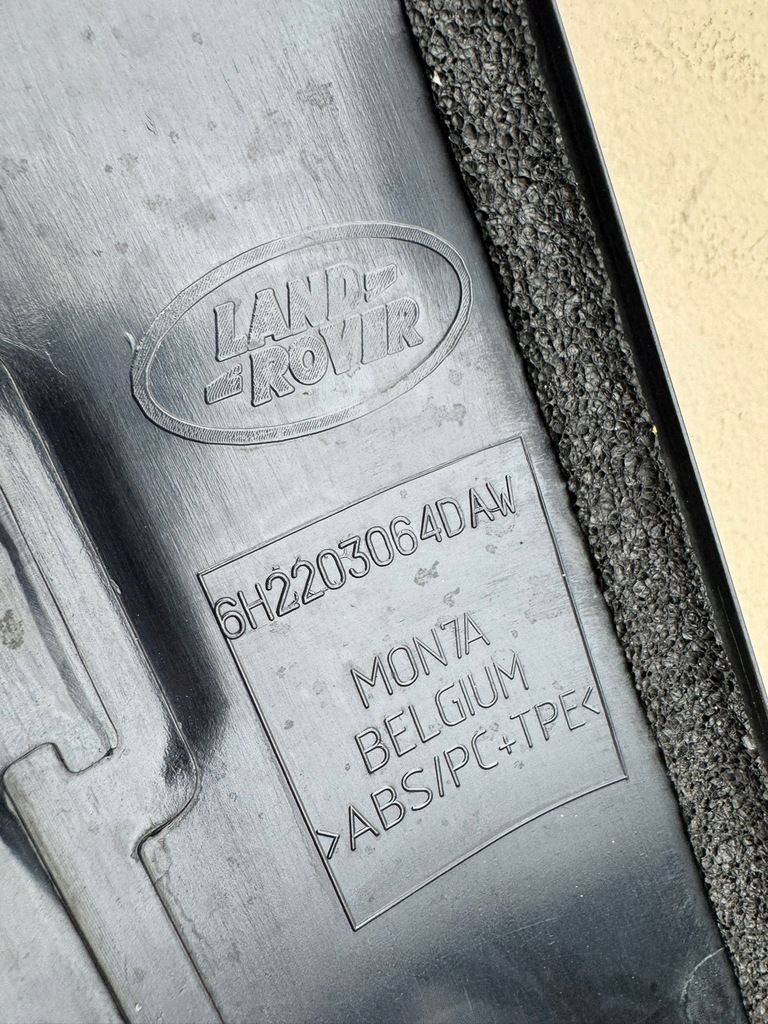 LAND
ROVER
6H2203064DAW
MON7A
BELGIUM
>ABS/PC+TPE<